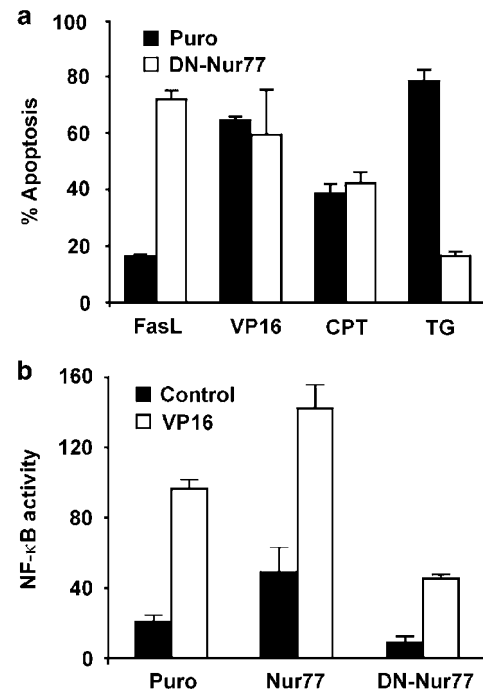 a
100
Puro
DN-Nur77
80
60
40
20
0
% Apoptosis
FasL VP16 CPT TG
b
160
Control
VP16
120
80
40
0
NF-κB activity
Puro Nur77 DN-Nur77